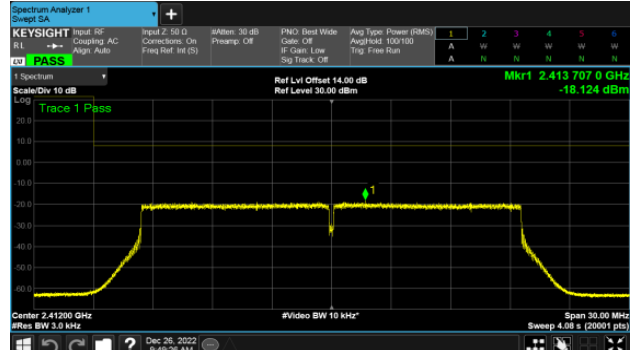 Spectrum Analyzer 1
Swept SA
+
KEYSIGHT Input: RF Input Z: 50 Ω #Atten: 30 dB PNO: Best Wide Avg Type: Power (RMS) 1 2 3 4 5 6
RL Coupling: AC Corrections: On Preamp: Off Gate: Off Avg|Hold: 100/100 A W W W W W
Align: Auto Freq Ref: Int (S) IF Gain: Low Trig: Free Run
LXI PASS Sig Track: Off A N N N N N
1 Spectrum Ref Lvl Offset 14.00 dB Mkr1 2.413 707 0 GHz
Scale/Div 10 dB Ref Level 30.00 dBm -18.124 dBm
Log Trace 1 Pass
20.0
10.0
0.00
-10.0
1
-20.0
-30.0
-40.0
-50.0
-60.0
Center 2.41200 GHz #Video BW 10 kHz* Span 30.00 MHz
#Res BW 3.0 kHz Sweep 4.08 s (20001 pts)
? Dec 26, 2022